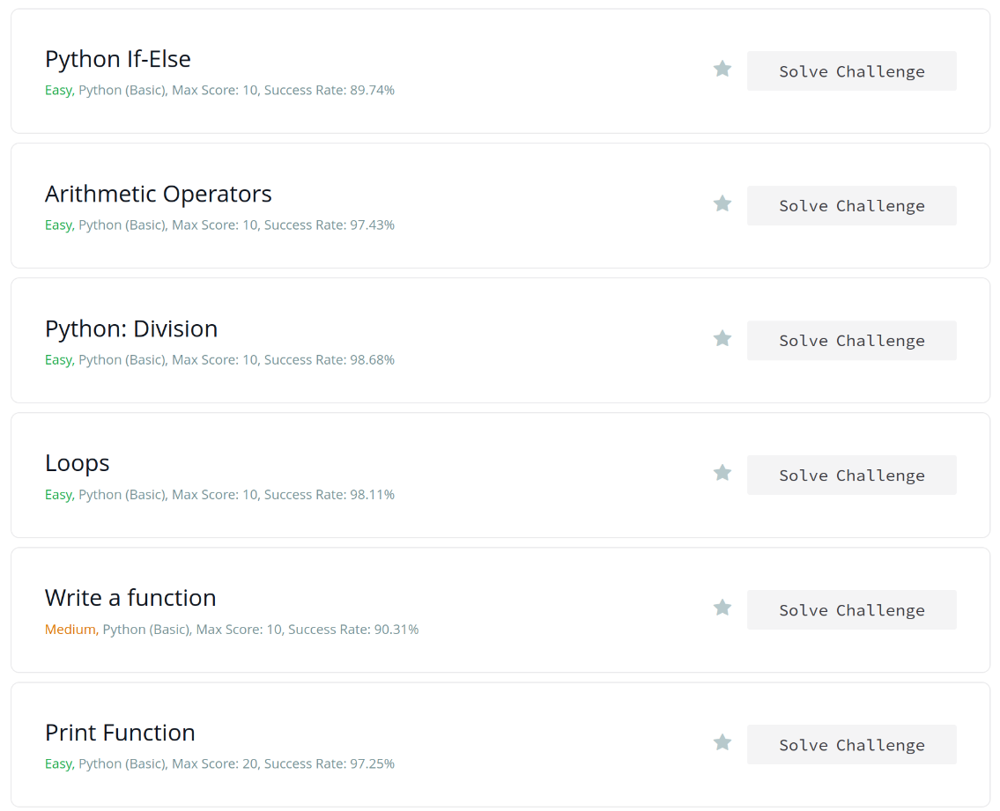 Python If-Else
Easy, Python (Basic), Max Score: 10, Success Rate: 89.74%
Solve Challenge
Arithmetic Operators
Easy, Python (Basic), Max Score: 10, Success Rate: 97.43%
Solve Challenge
Python: Division
Easy, Python (Basic), Max Score: 10, Success Rate: 98.68%
Solve Challenge
Loops
Easy, Python (Basic), Max Score: 10, Success Rate: 98.11%
Solve Challenge
Write a function
Medium, Python (Basic), Max Score: 10, Success Rate: 90.31%
Solve Challenge
Print Function
Easy, Python (Basic), Max Score: 20, Success Rate: 97.25%
Solve Challenge